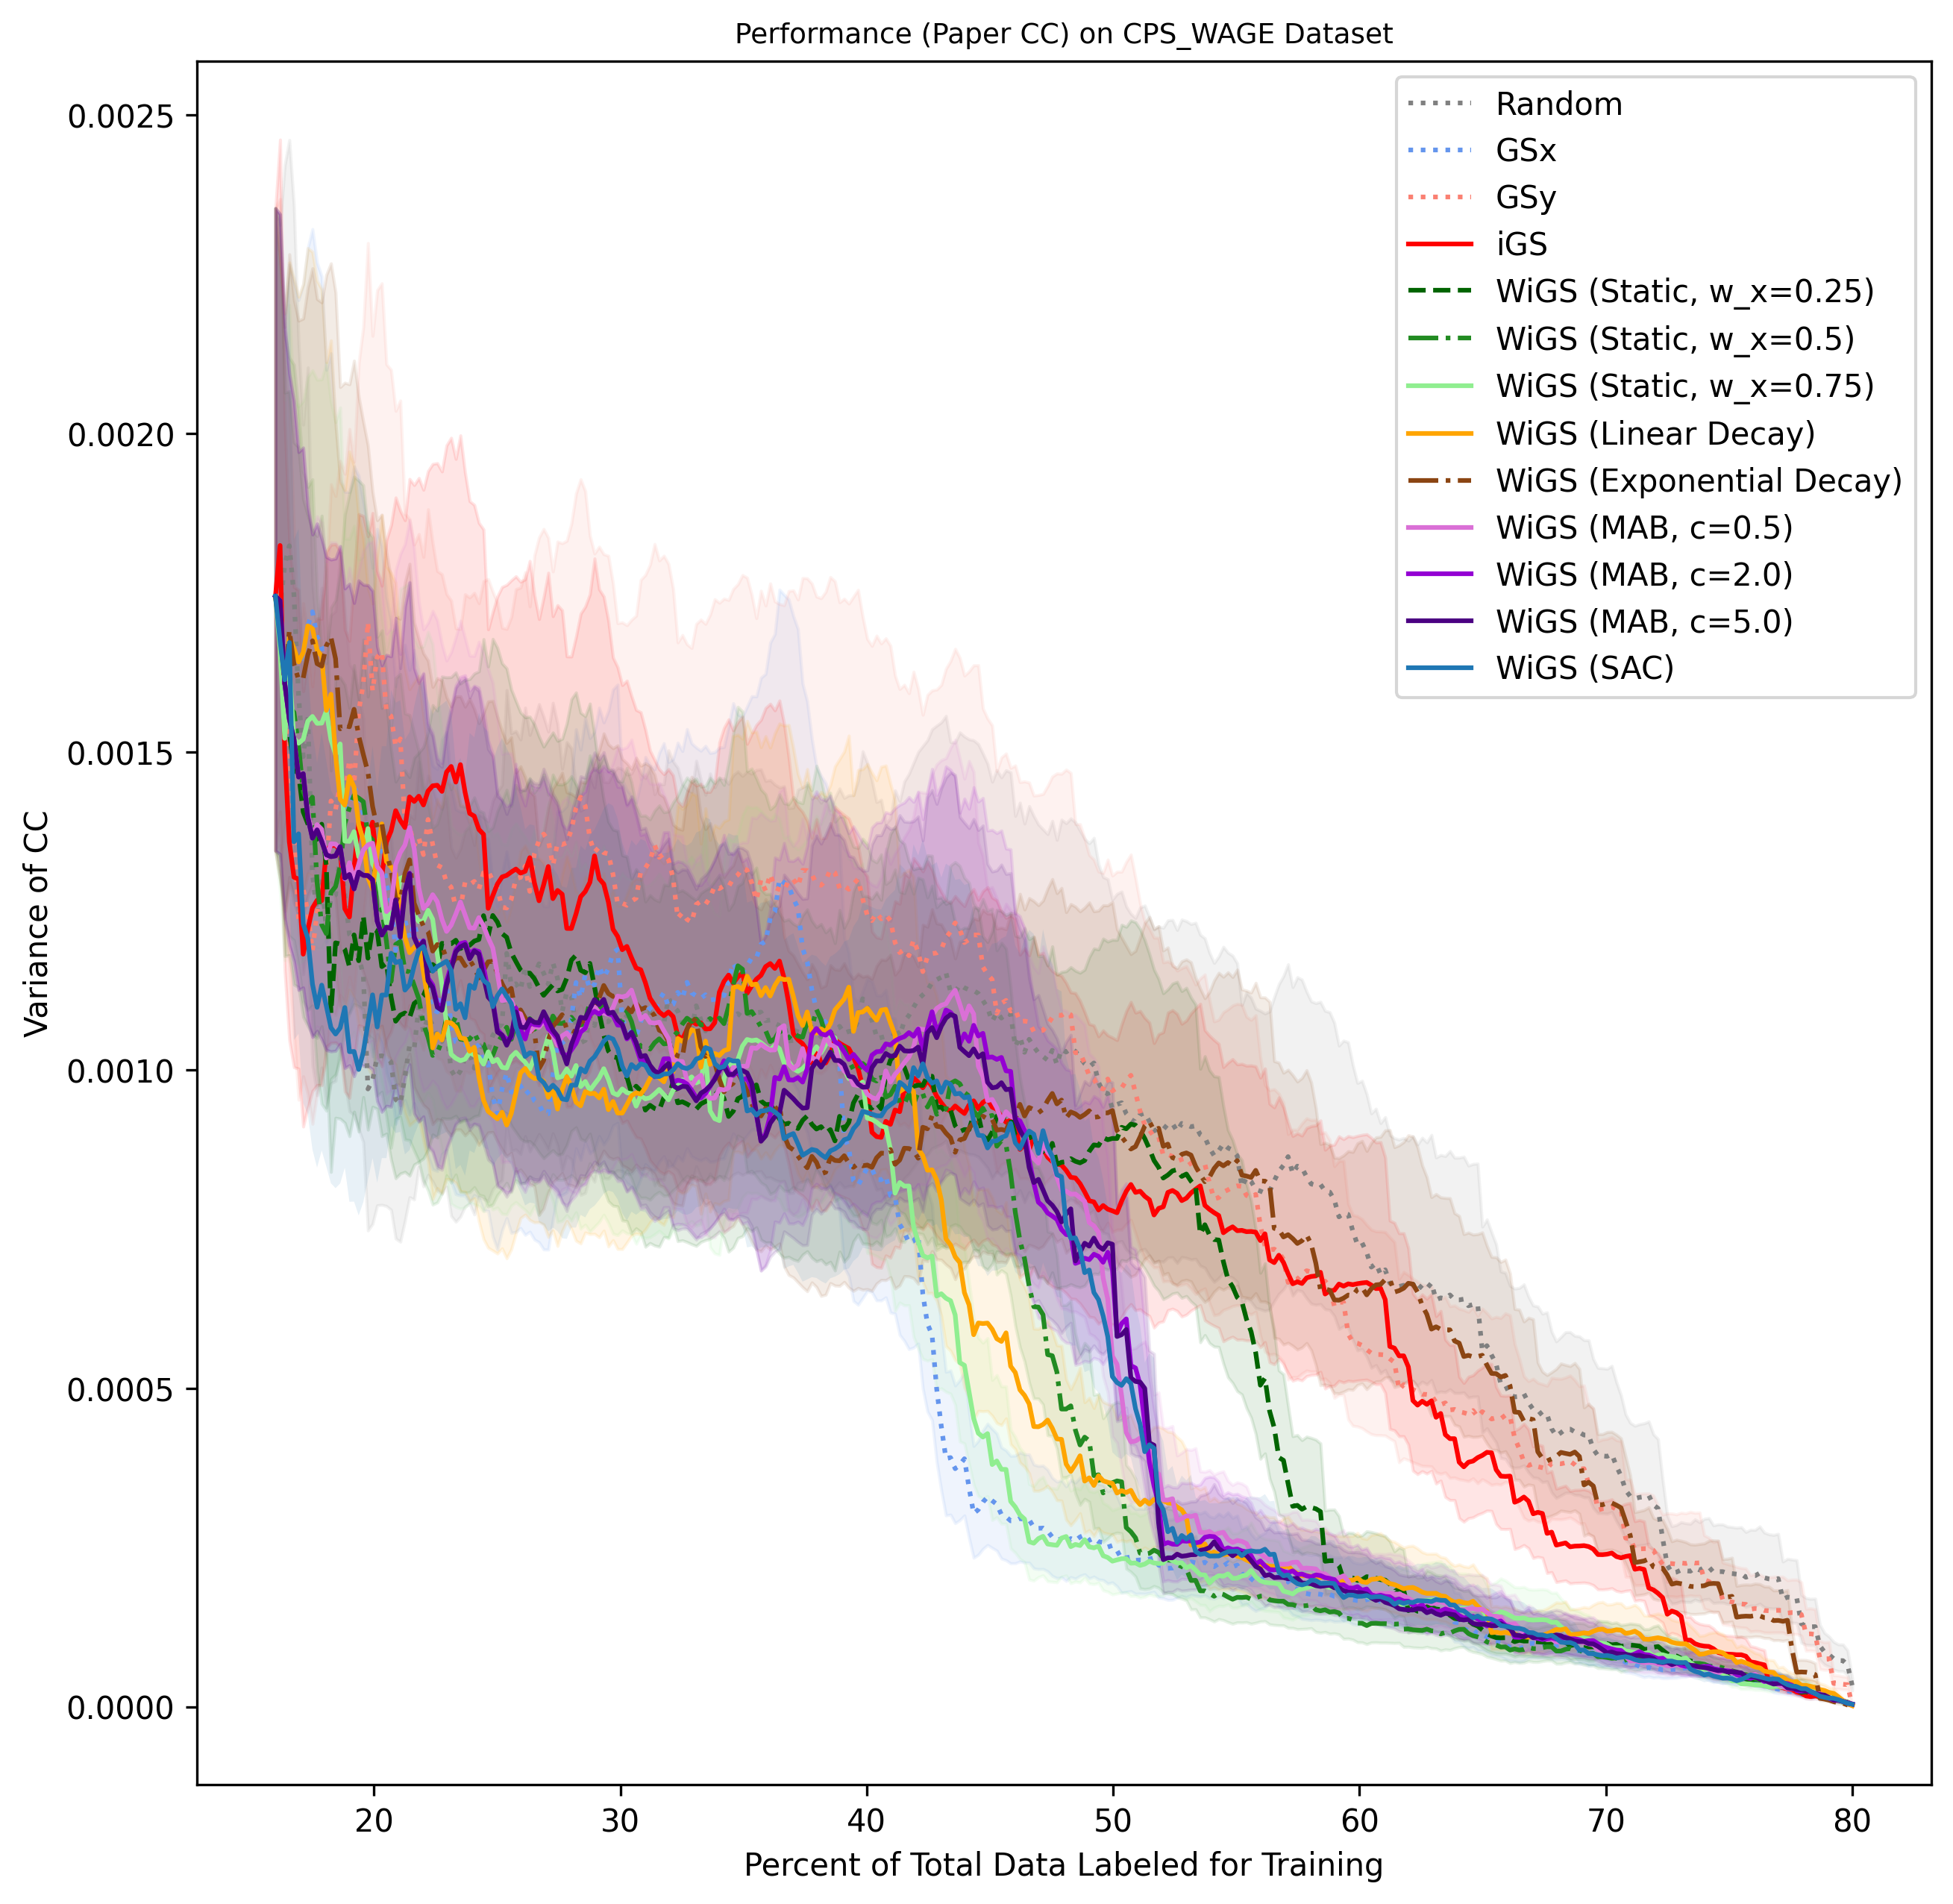 Performance (Paper CC) on CPS_WAGE Dataset
0.0025
0.0020
0.0015
0.0010
0.0005
0.0000
Variance of CC
Random
GSx
GSy
iGS
WiGS (Static, w_x=0.25)
WiGS (Static, w_x=0.5)
WiGS (Static, w_x=0.75)
WiGS (Linear Decay)
WiGS (Exponential Decay)
WiGS (MAB, c=0.5)
WiGS (MAB, c=2.0)
WiGS (MAB, c=5.0)
WiGS (SAC)
20 30 40 50 60 70 80
Percent of Total Data Labeled for Training